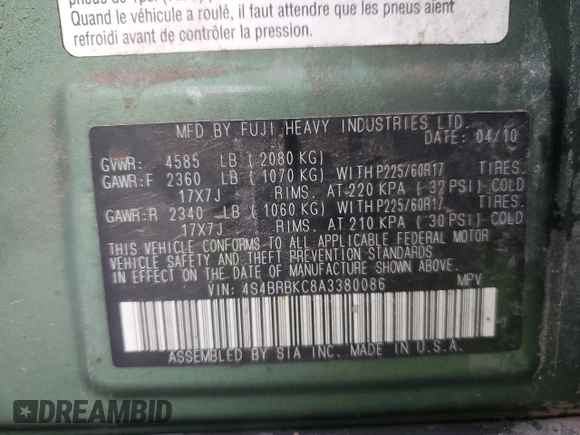 Quand le véhicule a roulé, il faut attendre que les pneus aient
refroidi avant de contrôler la pression.
MFD BY FUJI HEAVY INDUSTRIES LTD.
DATE: 04/10
GVWR: 4585 LB (2080 KG)
GAWR:F 2360 LB (1070 KG) WITH P225/60R17 TIRES.
17X7J RIMS. AT 220 KPA (32 PSI) COLD
GAWR:R 2340 LB (1060 KG) WITH P225/60R17 TIRES.
17X7J RIMS. AT 210 KPA (30 PSI) COLD
THIS VEHICLE CONFORMS TO ALL APPLICABLE FEDERAL MOTOR
VEHICLE SAFETY AND THEFT PREVENTION STANDARDS
IN EFFECT ON THE DATE OF MANUFACTURE SHOWN ABOVE.
VIN: 4S4BRBKC8A3380086 MPV
ASSEMBLED BY SIA INC. MADE IN U.S.A.
DREAMBID